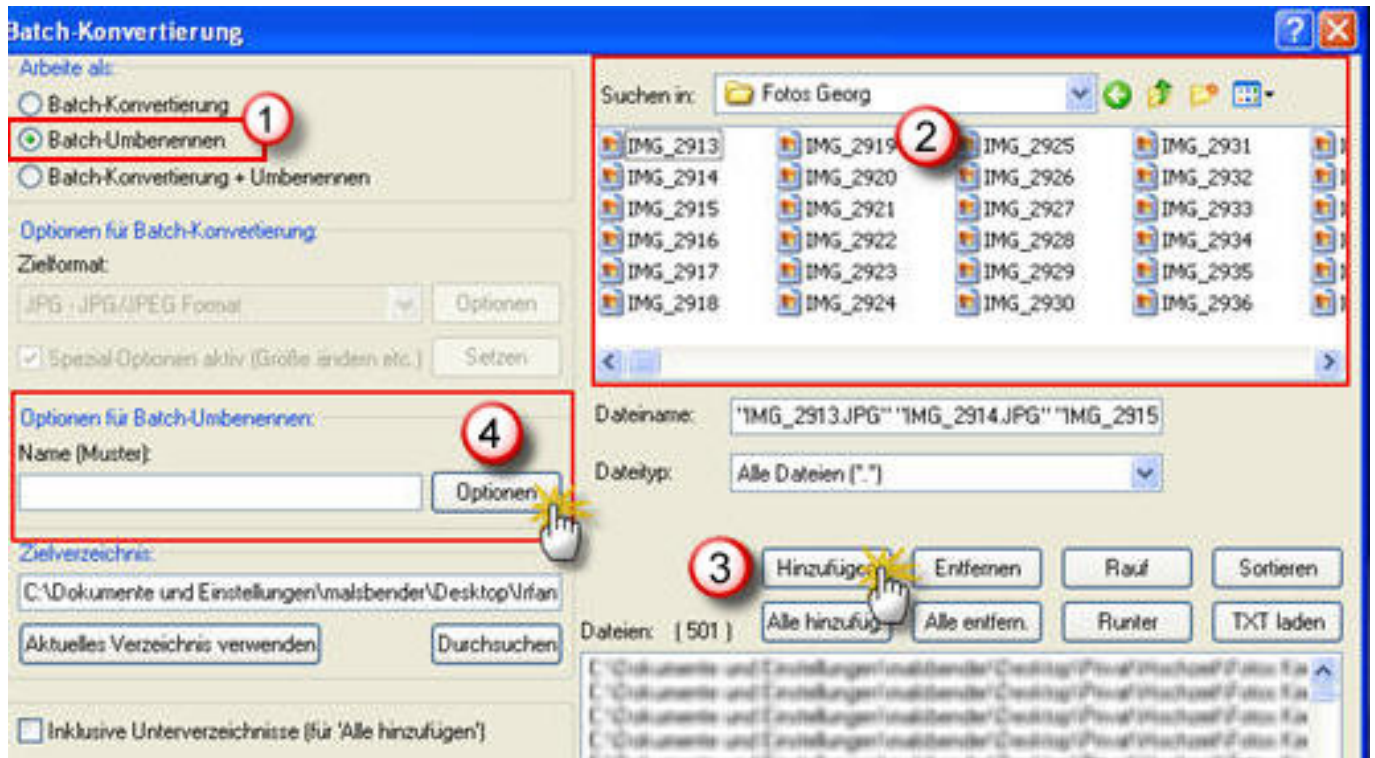 Batch-Konvertierung
Arbeite als:
Batch-Konvertierung
1
Batch-Umbenennen
Batch-Konvertierung + Umbenennen
Optionen für Batch-Konvertierung:
Zielformat:
JPG - JPG/JPEG Format
Optionen
Spezial-Optionen aktiv (Größe ändern etc.)
Setzen
Optionen für Batch-Umbenennen:
4
Name (Muster):
Optionen
Zielverzeichnis:
C:\Dokumente und Einstellungen\malsbender\Desktop\Irfan
Aktuelles Verzeichnis verwenden
Durchsuchen
Inklusive Unterverzeichnisse (für 'Alle hinzufügen')
Suchen in:
Fotos Georg
2
IMG_2913 IMG_2919 IMG_2925 IMG_2931
IMG_2914 IMG_2920 IMG_2926 IMG_2932
IMG_2915 IMG_2921 IMG_2927 IMG_2933
IMG_2916 IMG_2922 IMG_2928 IMG_2934
IMG_2917 IMG_2923 IMG_2929 IMG_2935
IMG_2918 IMG_2924 IMG_2930 IMG_2936
Dateiname:
"IMG_2913.JPG" "IMG_2914.JPG" "IMG_2915
Dateityp:
Alle Dateien (".")
3
Hinzufügen
Entfernen
Rauf
Sortieren
Dateien: ( 501 )
Alle hinzufüg.
Alle entfern.
Runter
TXT laden